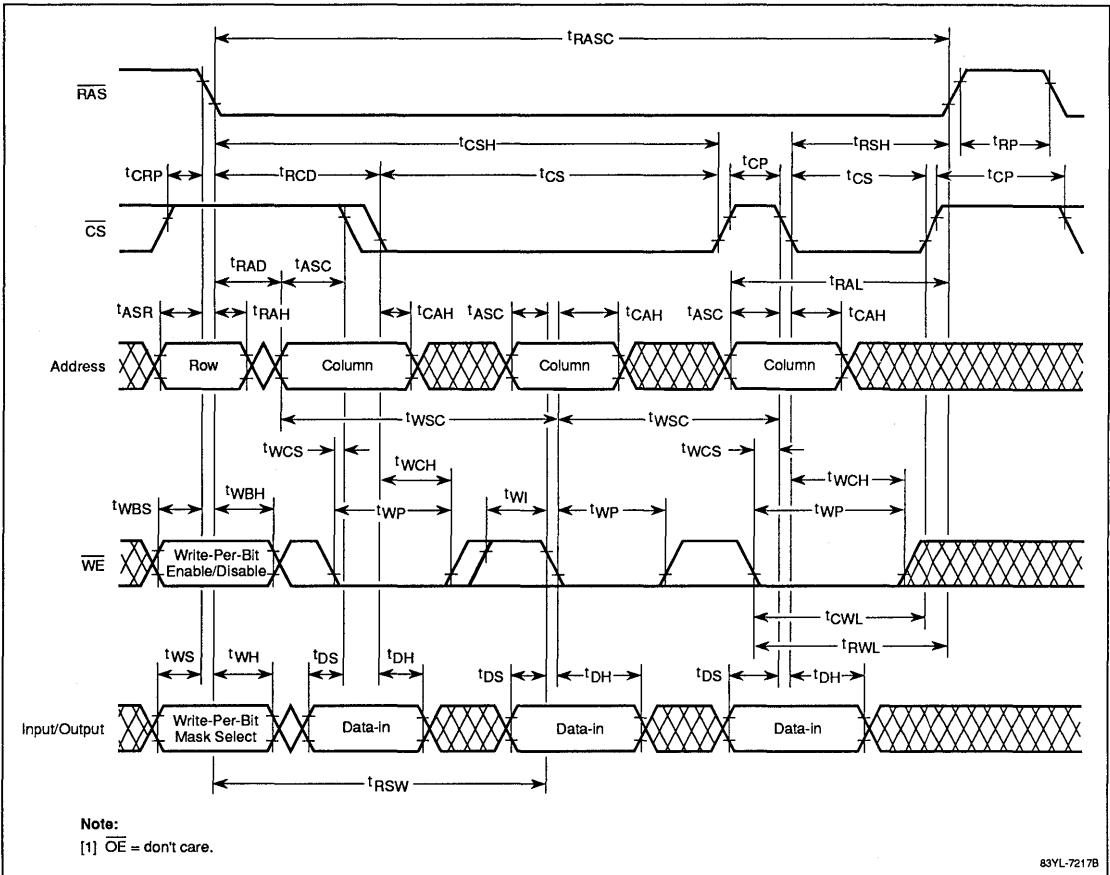 tRASC
RAS
tCSH
tRSH
tRP
tCRP
tRCD
tCS
tCP
tCS
tCP
CS
tRAD
tASC
tRAL
tASR
tRAH
tCAH
tASC
tCAH
tASC
tCAH
Address
Row
Column
Column
Column
tWSC
tWSC
tWCS
tWCH
tWCS
tWCH
tWBS
tWBH
tWP
tWI
tWP
tWP
WE
Write-Per-Bit
Enable/Disable
tCWL
tRWL
tWS
tWH
tDS
tDH
tDS
tDH
tDS
tDH
Input/Output
Write-Per-Bit
Mask Select
Data-in
Data-in
Data-in
tRSW
Note:
[1] OE = don't care.
83YL-7217B